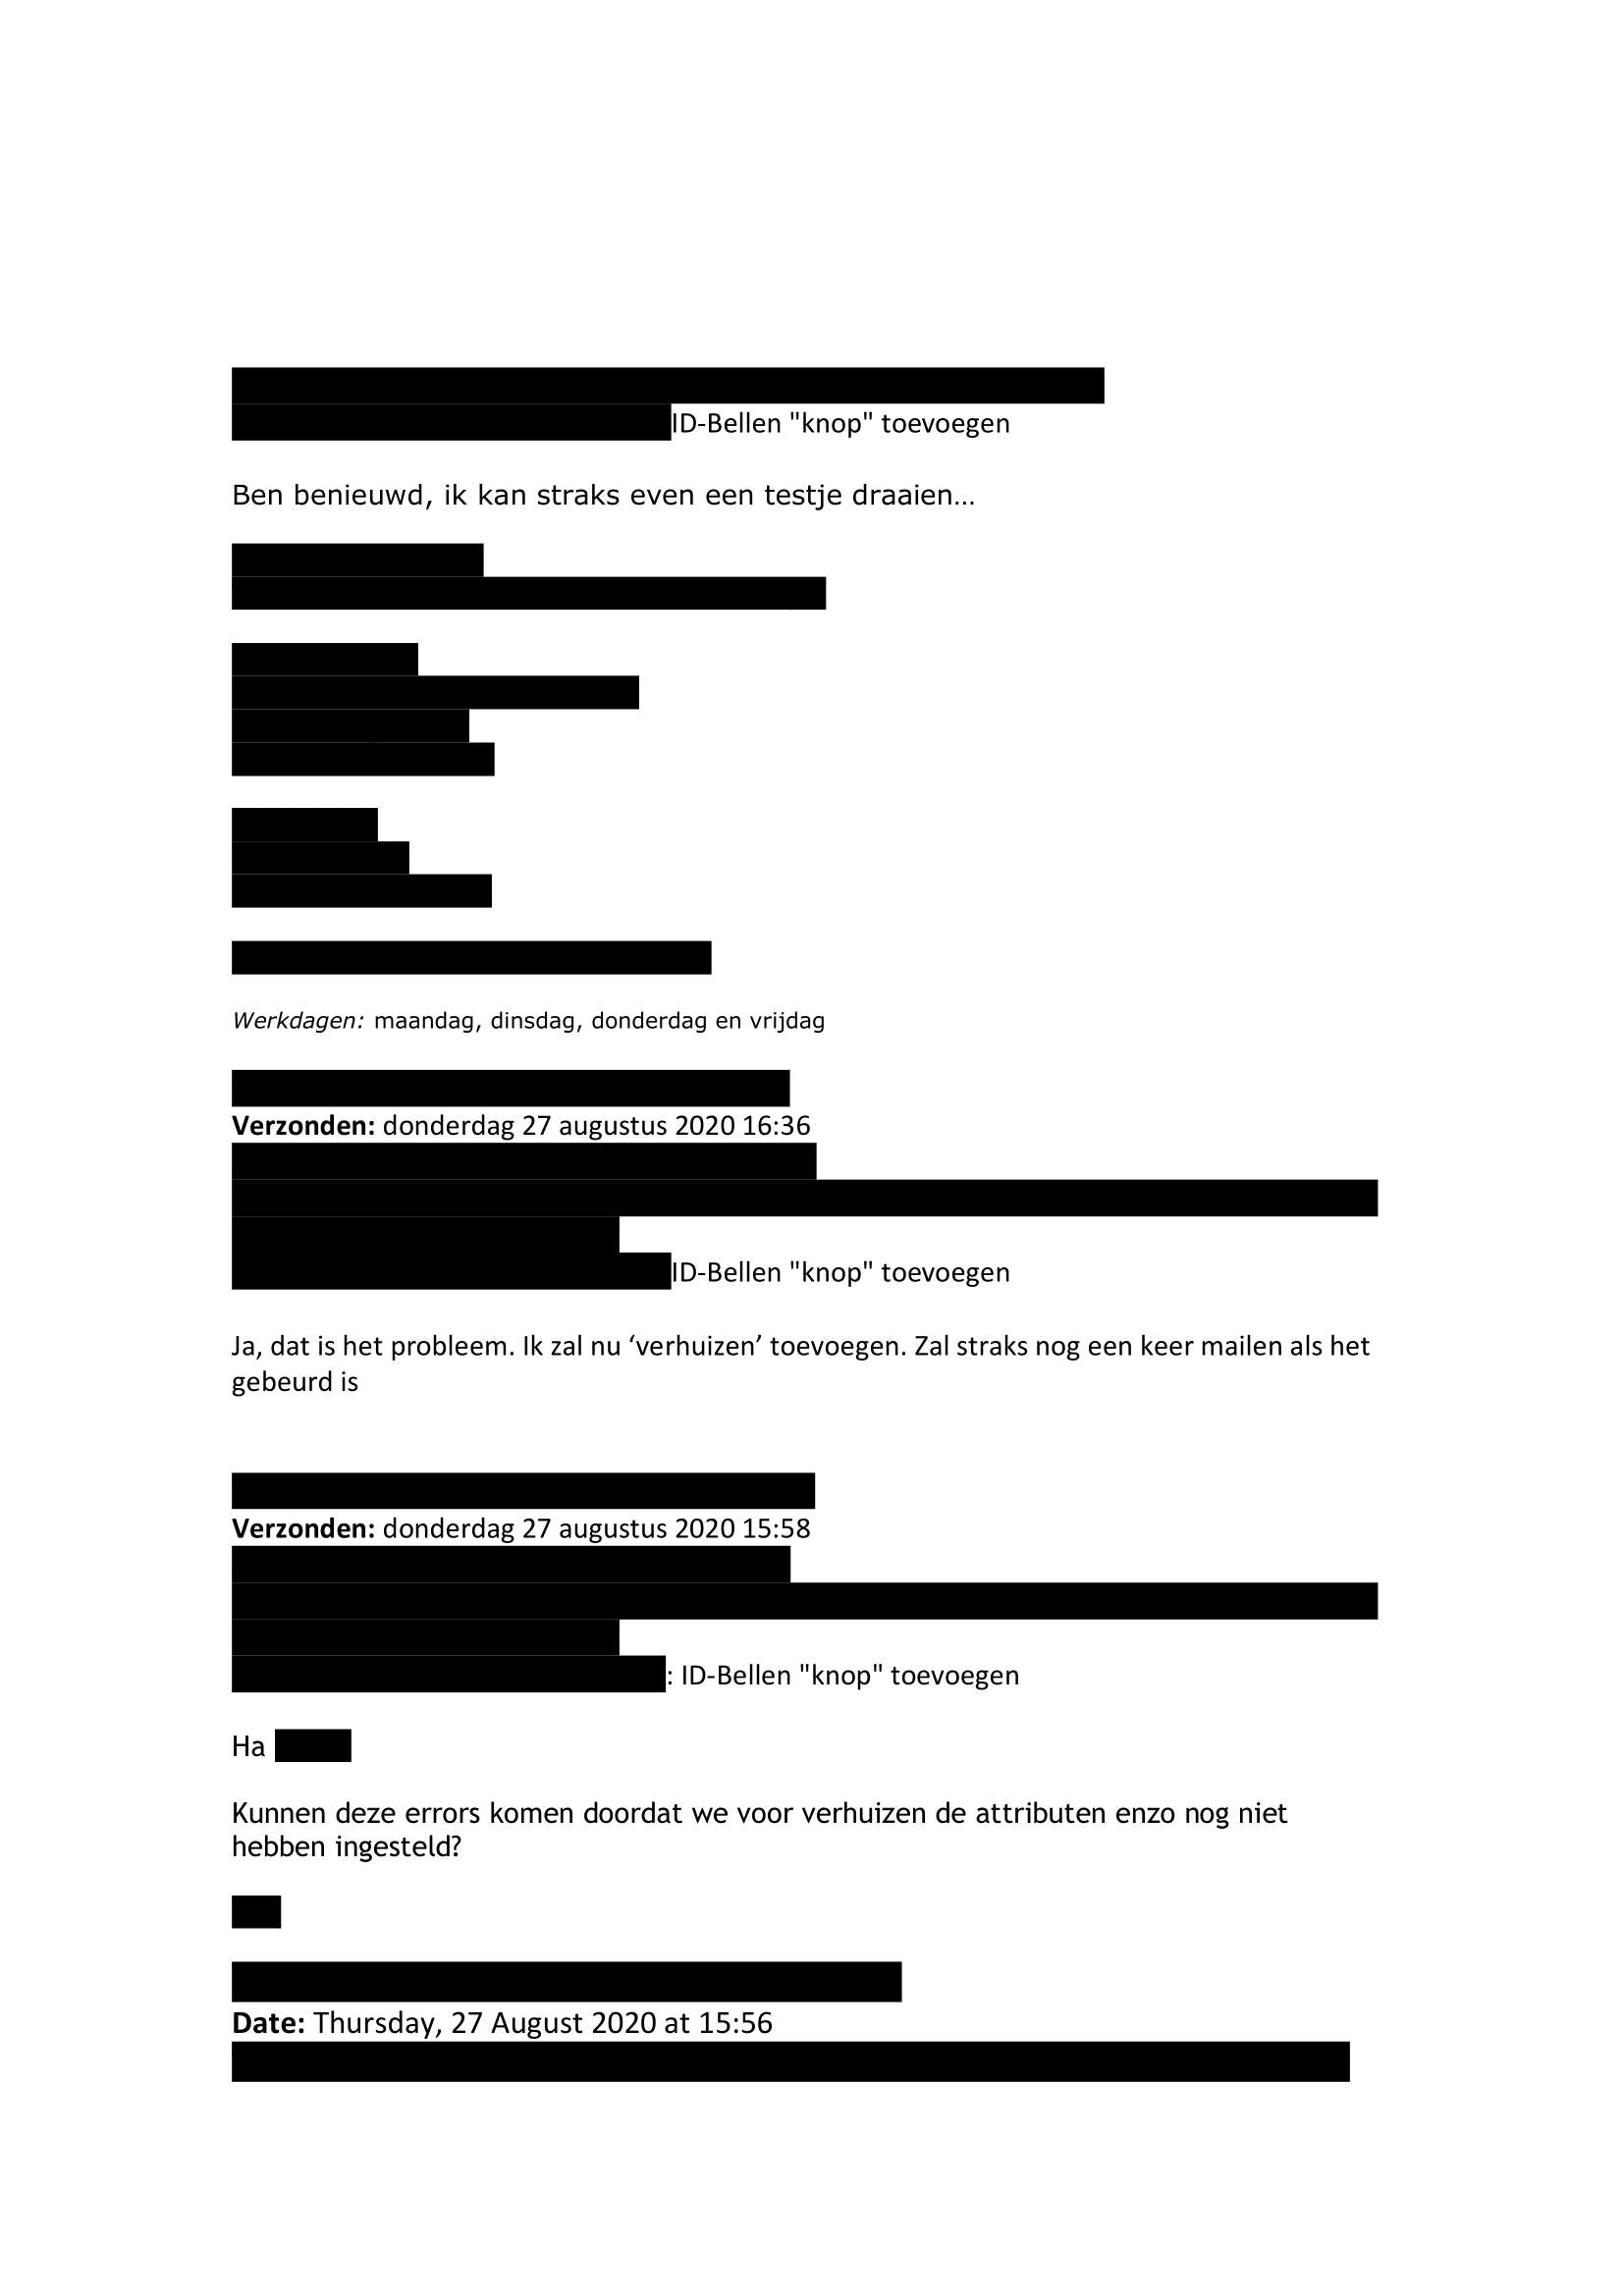 ID-Bellen "knop" toevoegen
Ben benieuwd, ik kan straks even een testje draaien...
Werkdagen: maandag, dinsdag, donderdag en vrijdag
Verzonden: donderdag 27 augustus 2020 16:36
ID-Bellen "knop" toevoegen
Ja, dat is het probleem. Ik zal nu ‘verhuizen’ toevoegen. Zal straks nog een keer mailen als het
gebeurd is
Verzonden: donderdag 27 augustus 2020 15:58
: ID-Bellen "knop" toevoegen
Ha
Kunnen deze errors komen doordat we voor verhuizen de attributen enzo nog niet
hebben ingesteld?
Date: Thursday, 27 August 2020 at 15:56